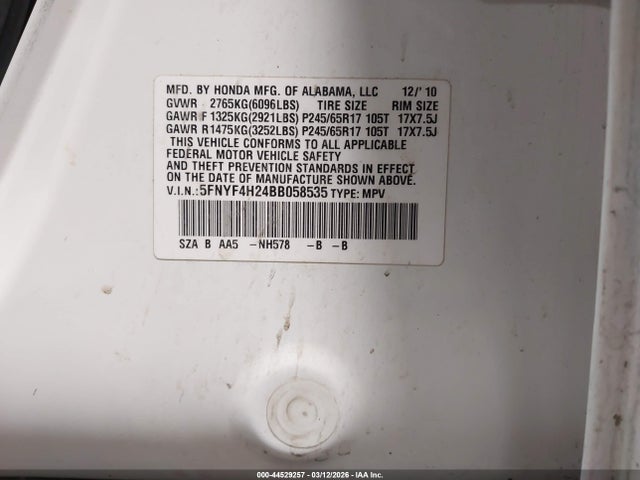 MFD. BY HONDA MFG. OF ALABAMA, LLC 12/'10
GVWR 2765KG(6096LBS) TIRE SIZE RIM SIZE
GAWR F 1325KG(2921LBS) P245/65R17 105T 17X7.5J
GAWR R1475KG(3252LBS) P245/65R17 105T 17X7.5J
THIS VEHICLE CONFORMS TO ALL APPLICABLE
FEDERAL MOTOR VEHICLE SAFETY
AND THEFT PREVENTION STANDARDS IN EFFECT
ON THE DATE OF MANUFACTURE SHOWN ABOVE.
V.I.N.:5FNYF4H24BB058535 TYPE: MPV
SZA B AA5 -NH578 -B -B
000-44529257 - 03/12/2026 - IAA Inc.